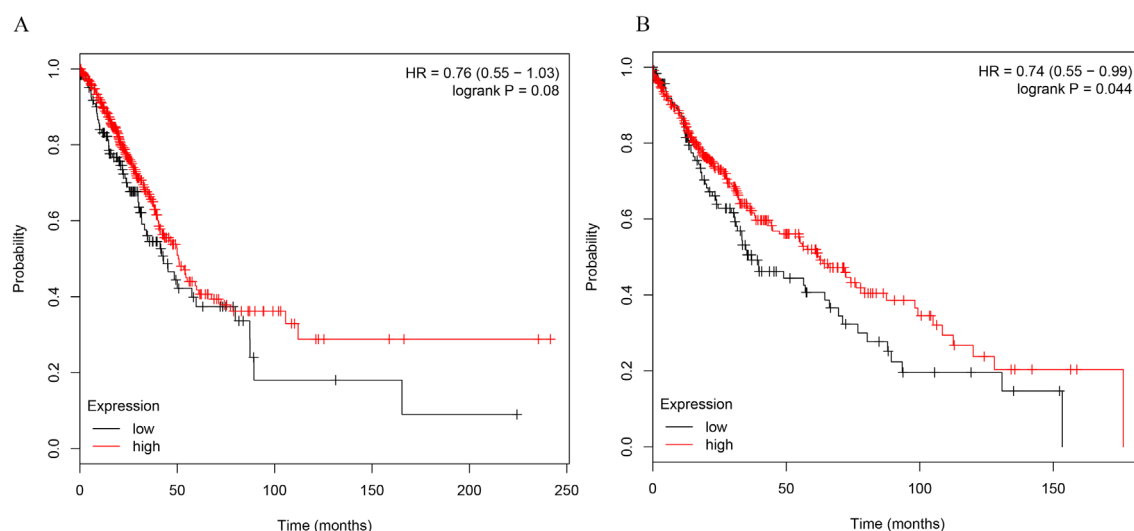 A
HR = 0.76 (0.55 − 1.03)
logrank P = 0.08
Probability
1.0
0.8
0.6
0.4
0.2
0.0
Expression
low
high
0 50 100 150 200 250
Time (months)
B
HR = 0.74 (0.55 − 0.99)
logrank P = 0.044
Probability
1.0
0.8
0.6
0.4
0.2
0.0
Expression
low
high
0 50 100 150
Time (months)